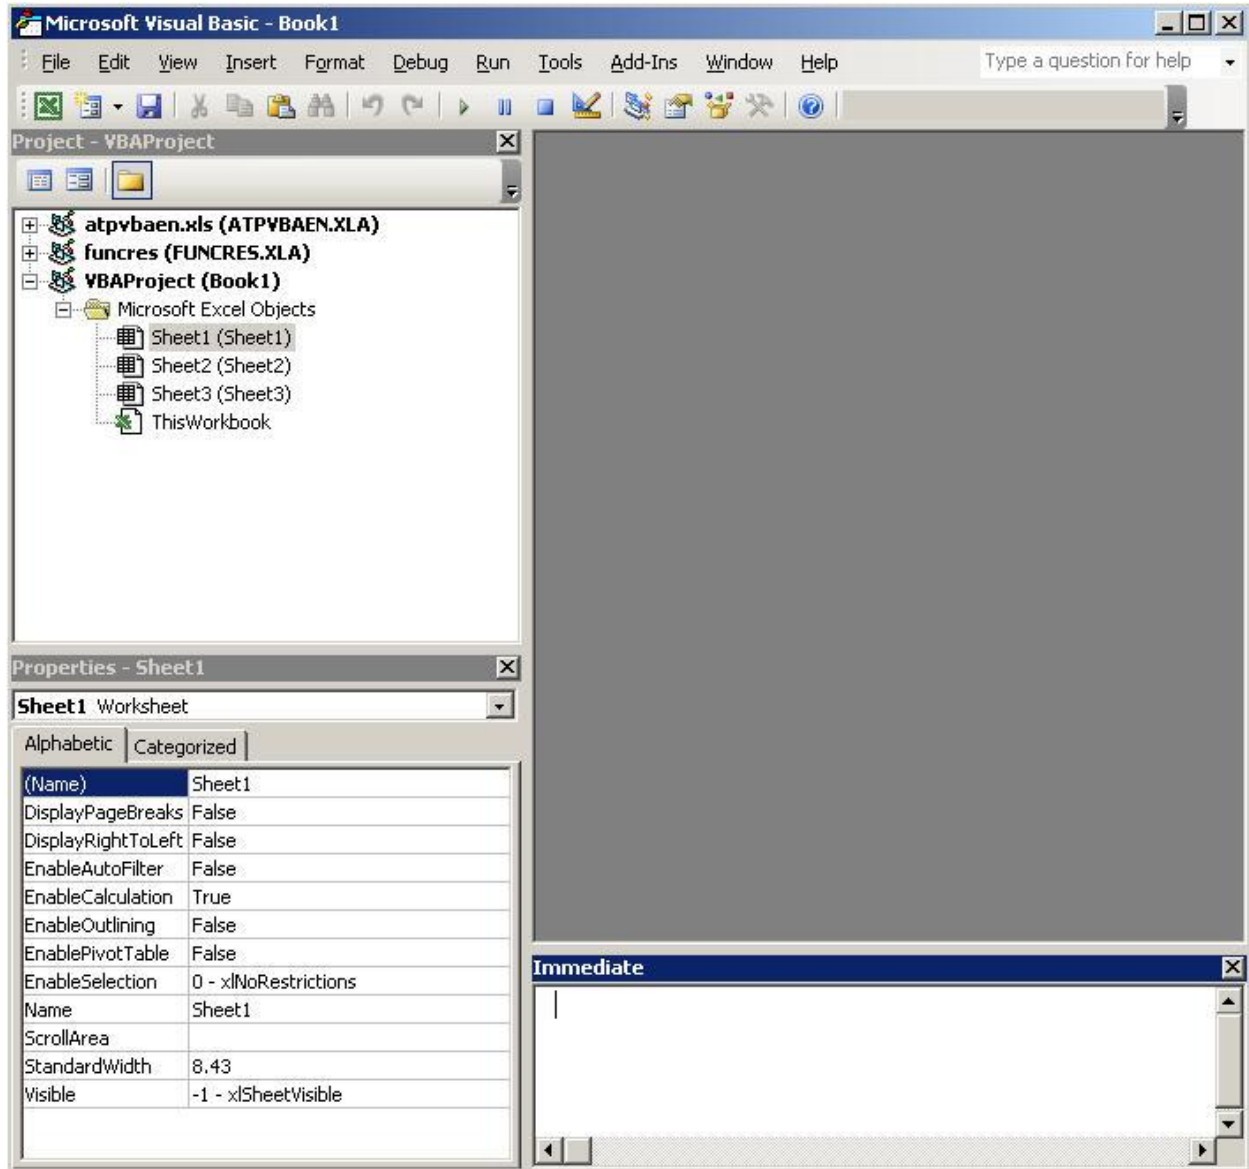 Microsoft Visual Basic - Book1
File Edit View Insert Format Debug Run Tools Add-Ins Window Help Type a question for help
Project - VBAProject
atpvbaen.xls (ATPVBAEN.XLA)
funcres (FUNCRES.XLA)
VBAProject (Book1)
Microsoft Excel Objects
Sheet1 (Sheet1)
Sheet2 (Sheet2)
Sheet3 (Sheet3)
ThisWorkbook
Properties - Sheet1
Sheet1 Worksheet
Alphabetic Categorized
(Name) Sheet1
DisplayPageBreaks False
DisplayRightToLeft False
EnableAutoFilter False
EnableCalculation True
EnableOutlining False
EnablePivotTable False
EnableSelection 0 - xlNoRestrictions
Name Sheet1
ScrollArea
StandardWidth 8.43
Visible -1 - xlSheetVisible
Immediate